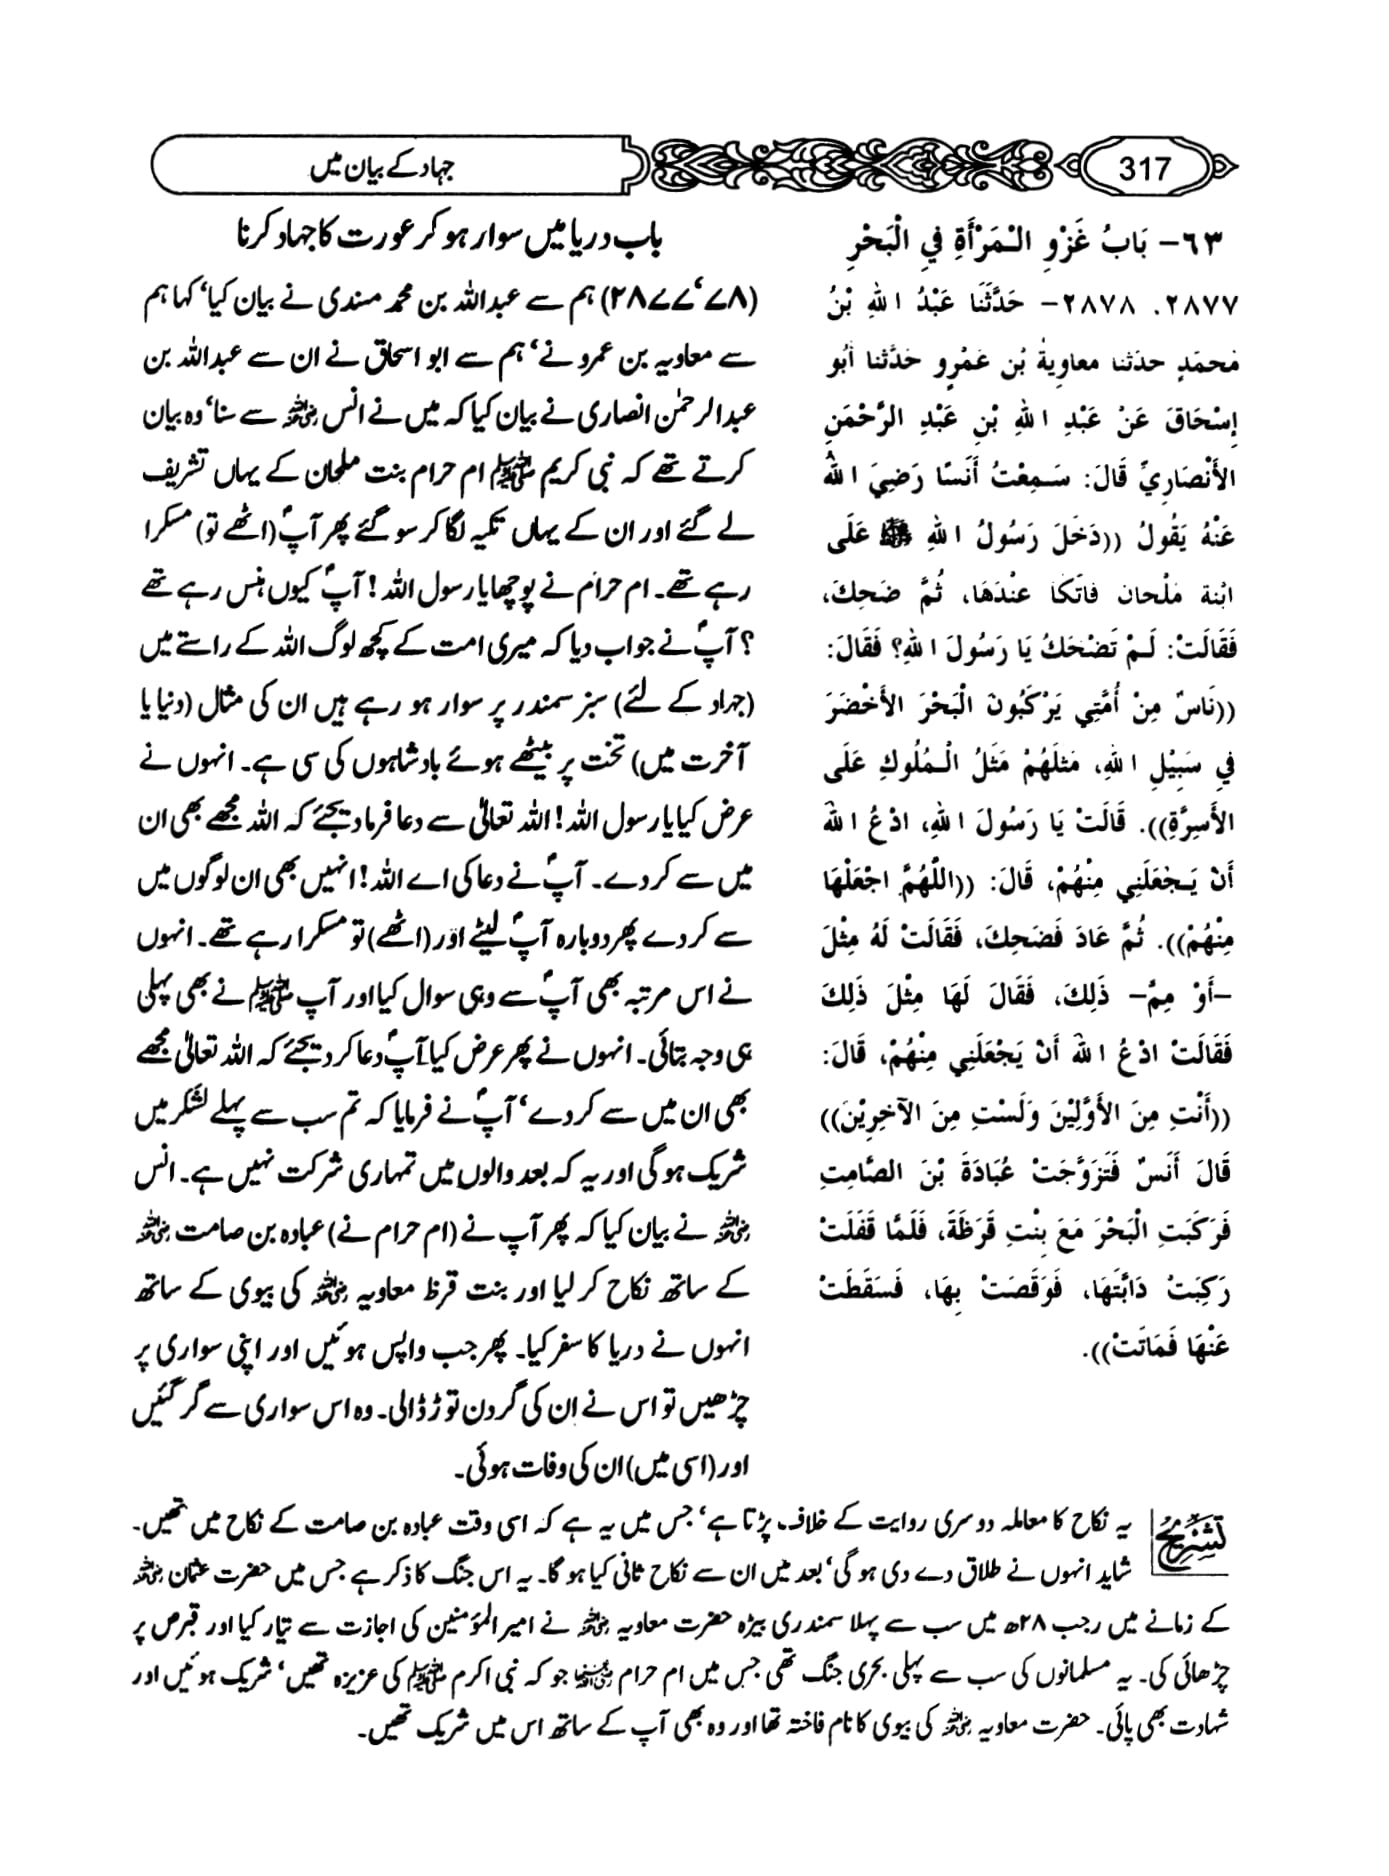 317
جہاد کے بیان میں
٦٣- بَابُ غَزْوِ الْـمَرْأَةِ فِي الْبَحْرِ
٢٨٧٧، ٢٨٧٨- حَدَّثَنَا عَبْدُ اللهِ بْنُ
مُحمَّدٍ حدَثنا معاويةُ بْن عَمْرٍو حَدَّثنا أَبُو
إِسْحَاقَ عَنْ عَبْدِ اللهِ بْنِ عَبْدِ الرَّحْمَنِ
الأَنْصَارِيِّ قَالَ: سَـمِعْتُ أَنَسًا رَضِيَ اللهُ
عَنْهُ يَقُولُ ((دَخَلَ رَسُولُ اللهِ ﷺ عَلَى
ابْنة مَلْحان فاتّكأَ عنْدَهَا، ثُمَّ ضَحِكَ،
فَقَالَتْ: لَـمْ تَضْحَكُ يَا رَسُولَ اللهِ؟ فَقَالَ:
((نَاسٌ مِنْ أُمَّتِي يَرْكَبُونَ الْبَحْرَ الأَخْضَرَ
فِي سَبِيْلِ اللهِ، مَثَلُهُمْ مَثَلُ الْـمُلُوكِ عَلَى
الأَسِرَّةِ)). قَالَتْ يَا رَسُولَ اللهِ، ادْعُ اللهَ
أَنْ يَـجْعَلَنِي مِنْهُمْ، قَالَ: ((اللّهُمَّ اجْعَلْهَا
مِنْهُمْ)). ثُمَّ عَادَ فَضَحِكَ، فَقَالَتْ لَهُ مِثْلَ
-أَوْ مِمَّ- ذَلِكَ، فَقَالَ لَهَا مِثْلَ ذَلِكَ
فَقَالَتْ ادْعُ اللهَ أَنْ يَجْعَلَنِي مِنْهُمْ، قَالَ:
((أَنْتِ مِنَ الأَوَّلِيْنَ وَلَسْتِ مِنَ الآخِرِيْنَ))
قَالَ أَنَسٌ فَتَزَوَّجَتْ عُبَادَةَ بْنَ الصَّامِتِ
فَرَكَبَتِ الْبَحْرَ مَعَ بِنْتِ قَرَظَةَ، فَلَمَّا قَفَلَتْ
رَكِبَتْ دَابَّتَهَا، فَوَقَصَتْ بِهَا، فَسَقَطَتْ
عَنْهَا فَمَاتَتْ)).
باب دریا میں سوار ہو کر عورت کا جہاد کرنا
(۷۸‘۲۸۷۷) ہم سے عبداللہ بن محمد مسندی نے بیان کیا‘ کہا ہم
سے معاویہ بن عمرو نے‘ ہم سے ابو اسحاق نے ان سے عبداللہ بن
عبدالرحمٰن انصاری نے بیان کیا کہ میں نے انس رضی اللہ عنہ سے سنا‘ وہ بیان
کرتے تھے کہ نبی کریم ﷺ ام حرام بنت ملحان کے یہاں تشریف
لے گئے اور ان کے یہاں تکیہ لگا کر سو گئے پھر آپؐ (اٹھے تو) مسکرا
رہے تھے۔ ام حرام نے پوچھا یا رسول اللہ ! آپؐ کیوں ہنس رہے تھے
؟ آپؐ نے جواب دیا کہ میری امت کے کچھ لوگ اللہ کے راستے میں
(جہاد کے لئے) سبز سمندر پر سوار ہو رہے ہیں ان کی مثال (دنیا یا
آخرت میں) تخت پر بیٹھے ہوئے بادشاہوں کی سی ہے۔ انہوں نے
عرض کیا یا رسول اللہ ! اللہ تعالیٰ سے دعا فرما دیجئے کہ اللہ مجھے بھی ان
میں سے کردے۔ آپؐ نے دعا کی اے اللہ ! انہیں بھی ان لوگوں میں
سے کر دے پھر دوبارہ آپؐ لیٹے اور (اٹھے) تو مسکرا رہے تھے۔ انہوں
نے اس مرتبہ بھی آپؐ سے وہی سوال کیا اور آپ ﷺ نے بھی پہلی
ہی وجہ بتائی۔ انہوں نے پھر عرض کیا آپؐ دعا کر دیجئے کہ اللہ تعالیٰ مجھے
بھی ان میں سے کر دے‘ آپؐ نے فرمایا کہ تم سب سے پہلے لشکر میں
شریک ہوگی اور یہ کہ بعد والوں میں تمہاری شرکت نہیں ہے۔ انس
رضی اللہ عنہ نے بیان کیا کہ پھر آپ نے (ام حرام نے) عبادہ بن صامت رضی اللہ عنہ
کے ساتھ نکاح کر لیا اور بنت قرظ معاویہ رضی اللہ عنہ کی بیوی کے ساتھ
انہوں نے دریا کا سفر کیا۔ پھر جب واپس ہوئیں اور اپنی سواری پر
چڑھیں تو اس نے ان کی گردن توڑ ڈالی۔ وہ اس سواری سے گر گئیں
اور (اسی میں) ان کی وفات ہوئی۔
تشریح
یہ نکاح کا معاملہ دوسری روایت کے خلاف پڑتا ہے‘ جس میں یہ ہے کہ اسی وقت عبادہ بن صامت کے نکاح میں تھیں۔
شاید انہوں نے طلاق دے دی ہوگی‘ بعد میں ان سے نکاح ثانی کیا ہو گا۔ یہ اس جنگ کا ذکر ہے جس میں حضرت عثمان رضی اللہ عنہ
کے زمانے میں رجب ۲۸ھ میں سب سے پہلا سمندری بیڑہ حضرت معاویہ رضی اللہ عنہ نے امیر المؤمنین کی اجازت سے تیار کیا اور قبرص پر
چڑھائی کی۔ یہ مسلمانوں کی سب سے پہلی بحری جنگ تھی جس میں ام حرام رضی اللہ عنہا جو کہ نبی اکرم ﷺ کی عزیزہ تھیں‘ شریک ہوئیں اور
شہادت بھی پائی۔ حضرت معاویہ رضی اللہ عنہ کی بیوی کا نام فاختہ تھا اور وہ بھی آپ کے ساتھ اس میں شریک تھیں۔